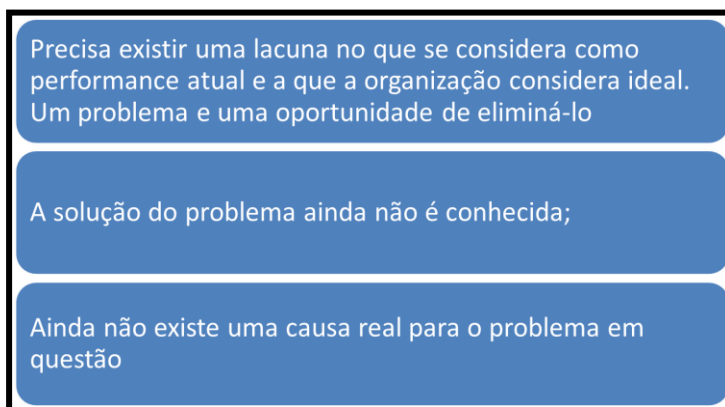 Precisa existir uma lacuna no que se considera como
performance atual e a que a organização considera ideal.
Um problema e uma oportunidade de eliminá-lo
A solução do problema ainda não é conhecida;
Ainda não existe uma causa real para o problema em
questão